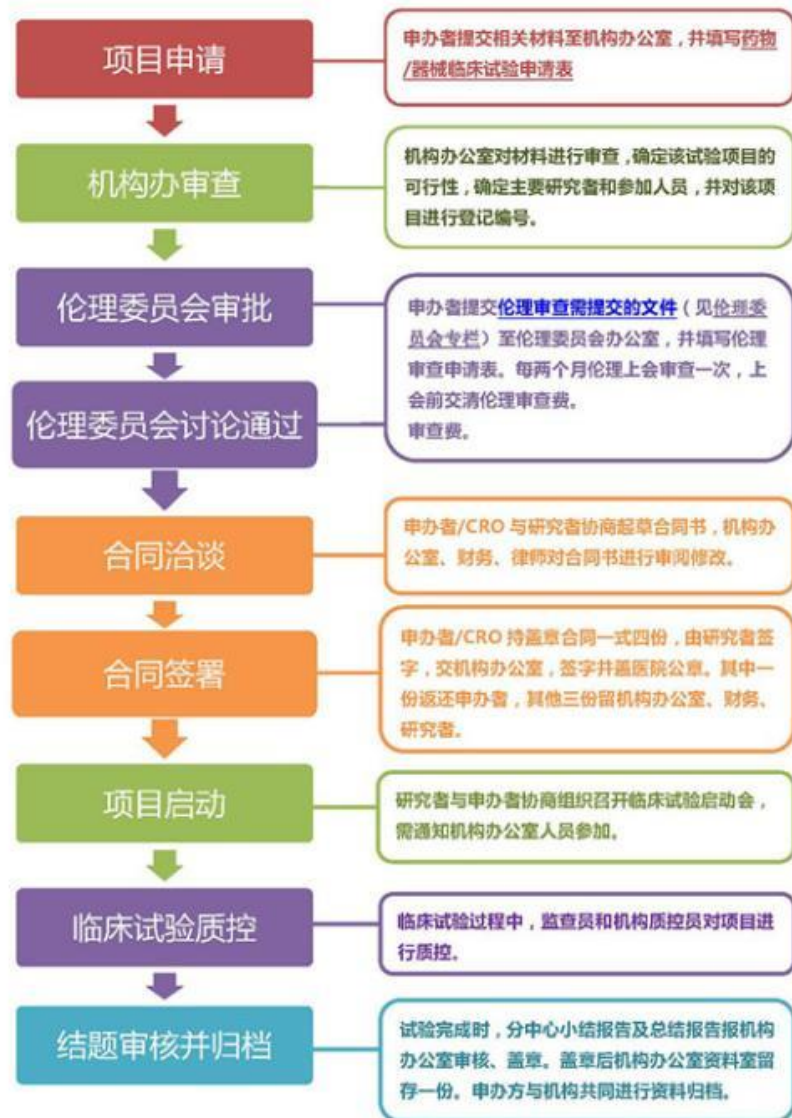 项目申请
申办者提交相关材料至机构办公室，并填写药物
/器械临床试验申请表
机构办审查
机构办公室对材料进行审查，确定该试验项目的
可行性，确定主要研究者和参加人员，并对该项
目进行登记编号。
伦理委员会审批
伦理委员会讨论通过
申办者提交伦理审查需提交的文件（见伦理委
员会专栏）至伦理委员会办公室，并填写伦理
审查申请表。每两个月伦理上会审查一次，上
会前交清伦理审查费。
审查费。
合同洽谈
申办者/CRO 与研究者协商起草合同书，机构办
公室、财务、律师对合同书进行审阅修改。
合同签署
申办者/CRO 持盖章合同一式四份，由研究者签
字，交机构办公室，签字并盖医院公章。其中一
份返还申办者，其他三份留机构办公室、财务、
研究者。
项目启动
研究者与申办者协商组织召开临床试验启动会，
需通知机构办公室人员参加。
临床试验质控
临床试验过程中，监查员和机构质控员对项目进
行质控。
结题审核并归档
试验完成时，分中心小结报告及总结报告报机构
办公室审核、盖章。盖章后机构办公室资料室留
存一份。申办方与机构共同进行资料归档。